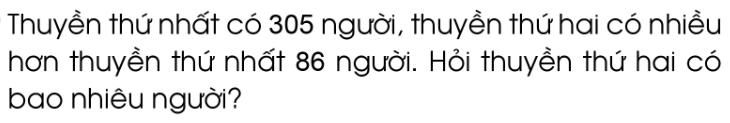 Thuyền thứ nhất có 305 người, thuyền thứ hai có nhiều
hơn thuyền thứ nhất 86 người. Hỏi thuyền thứ hai có
bao nhiêu người?